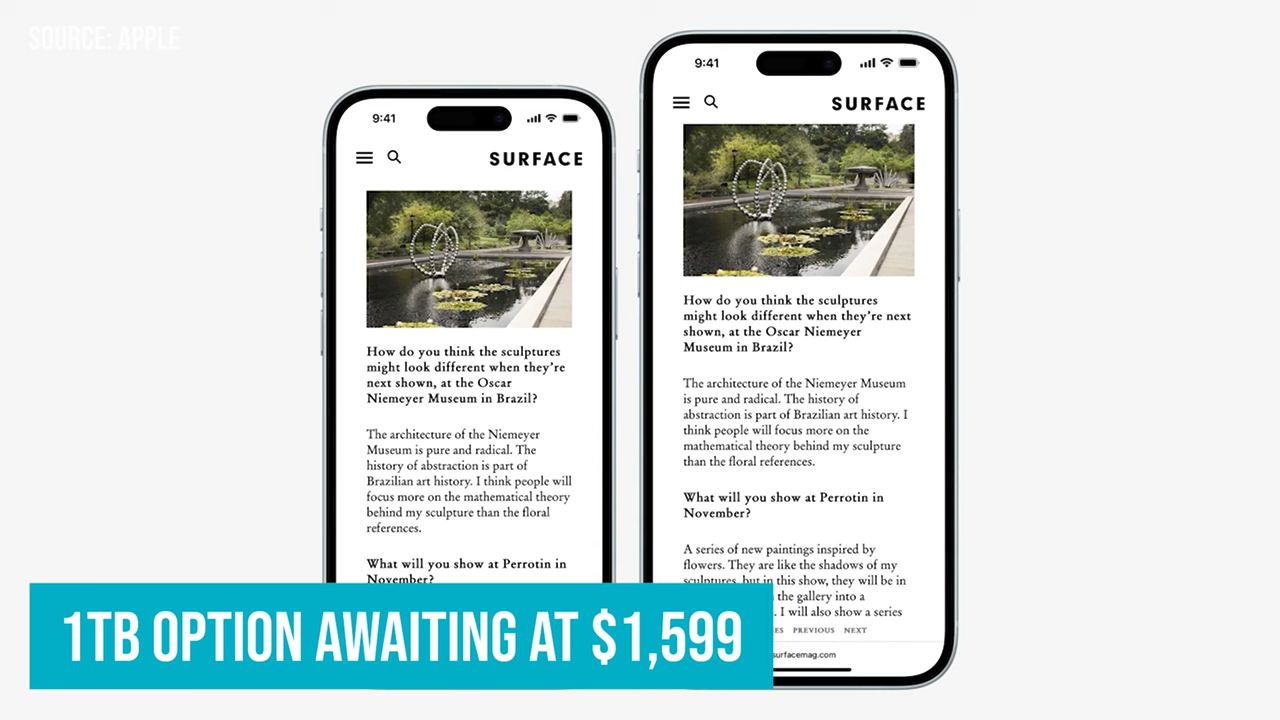 SOURCE: APPLE
9:41
SURFACE
How do you think the sculptures
might look different when they're
next shown, at the Oscar
Niemeyer Museum in Brazil?
The architecture of the Niemeyer
Museum is pure and radical. The
history of abstraction is part of
Brazilian art history. I think people will
focus more on the mathematical theory
behind my sculpture than the floral
references.
What will you show at Perrotin in
November?
9:41
SURFACE
How do you think the sculptures
might look different when they're next
shown, at the Oscar Niemeyer
Museum in Brazil?
The architecture of the Niemeyer Museum
is pure and radical. The history of
abstraction is part of Brazilian art history. I
think people will focus more on the
mathematical theory behind my sculpture
than the floral references.
What will you show at Perrotin in
November?
A series of new paintings inspired by
flowers. They are like the shadows of my
sculptures, but in this show, they will be in
the gallery into a
. I will also show a series
PREVIOUS NEXT
surfacemag.com
1TB OPTION AWAITING AT $1,599